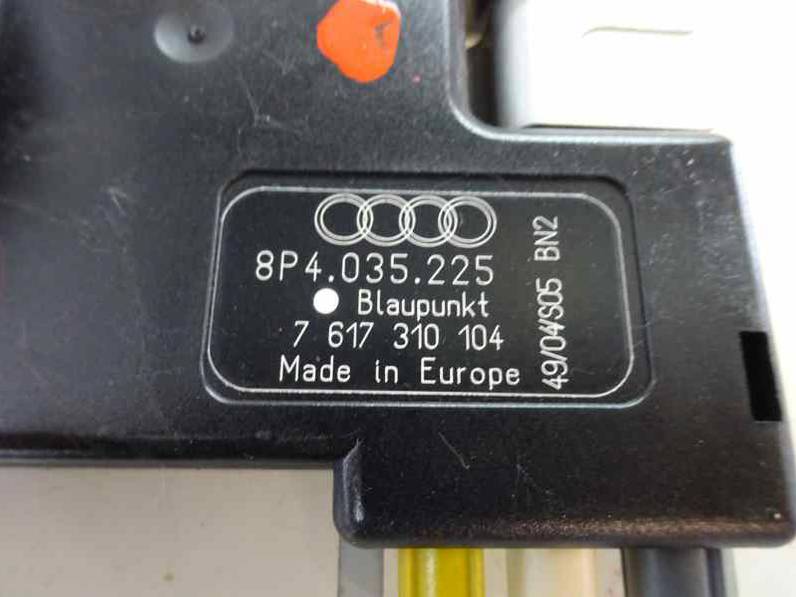 8P4.035.225
Blaupunkt
7 617 310 104
Made in Europe
49/04/S05 BN2